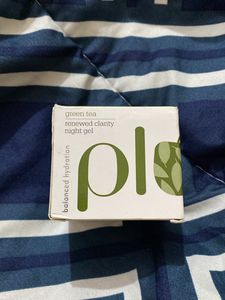 green tea
renewed clarity
night gel
balanced hydration
pl